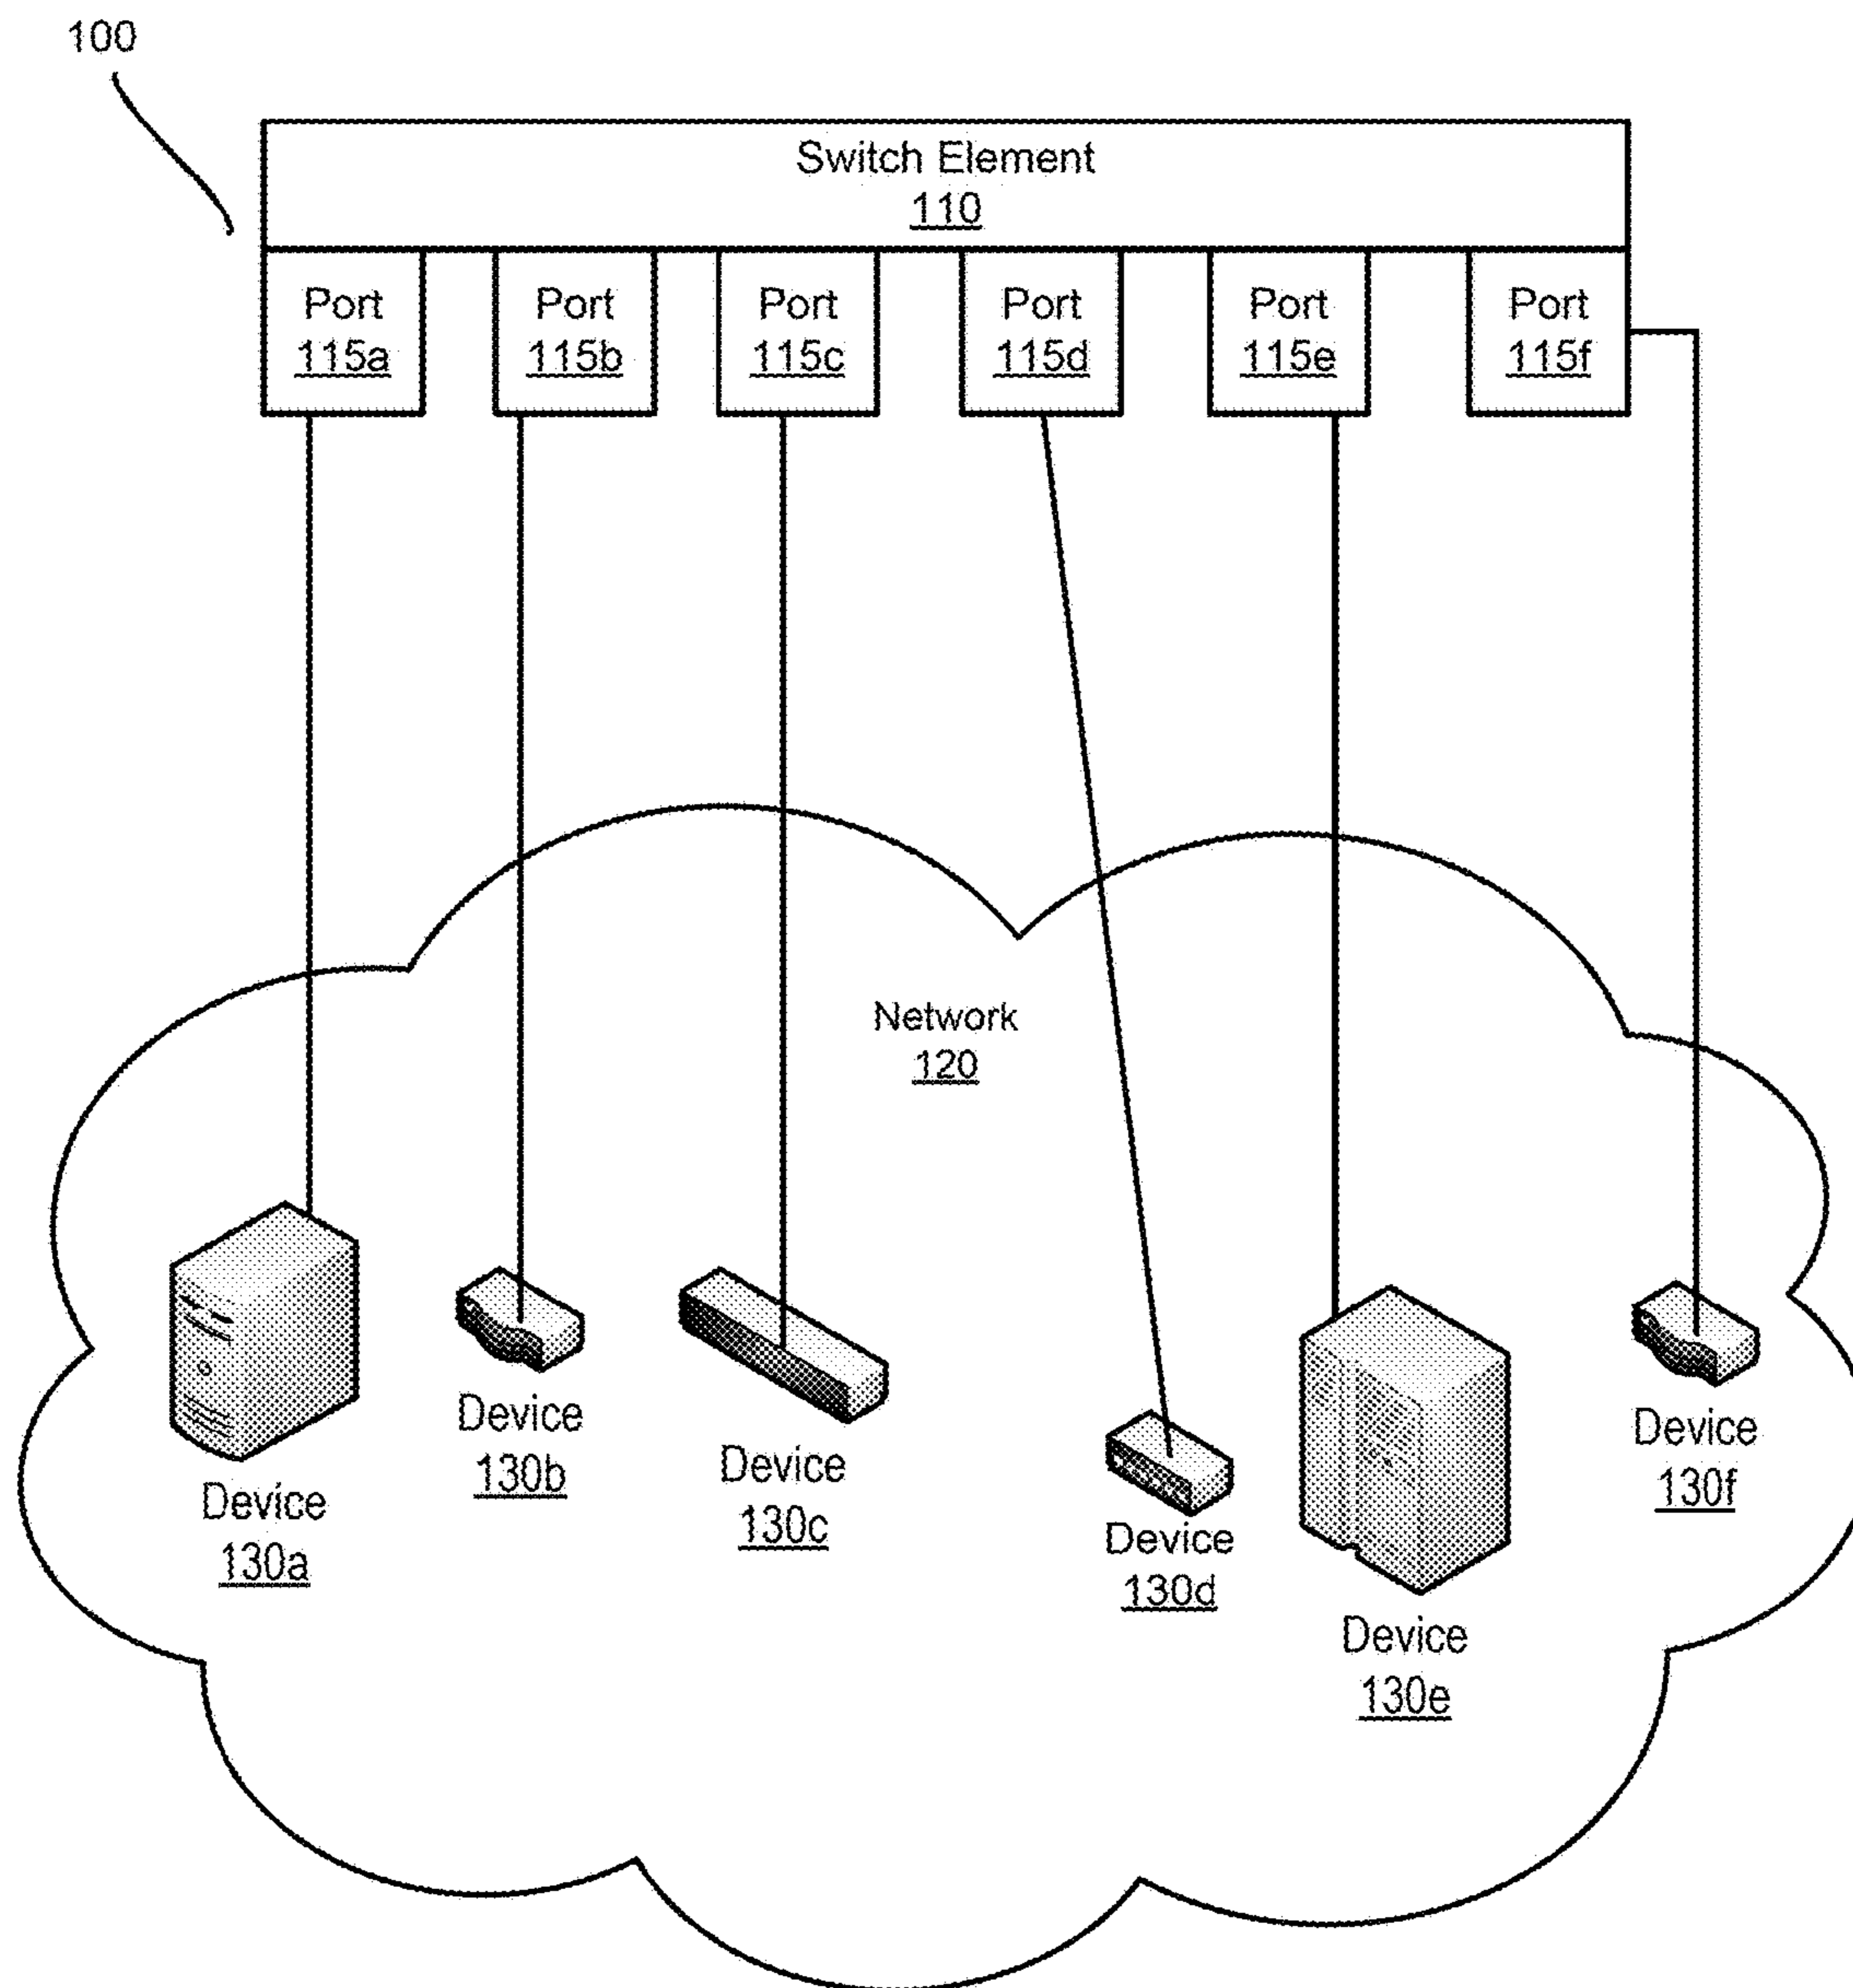 100
Switch Element
110
Port
115a
Port
115b
Port
115c
Port
115d
Port
115e
Port
115f
Network
120
Device
130a
Device
130b
Device
130c
Device
130d
Device
130e
Device
130f